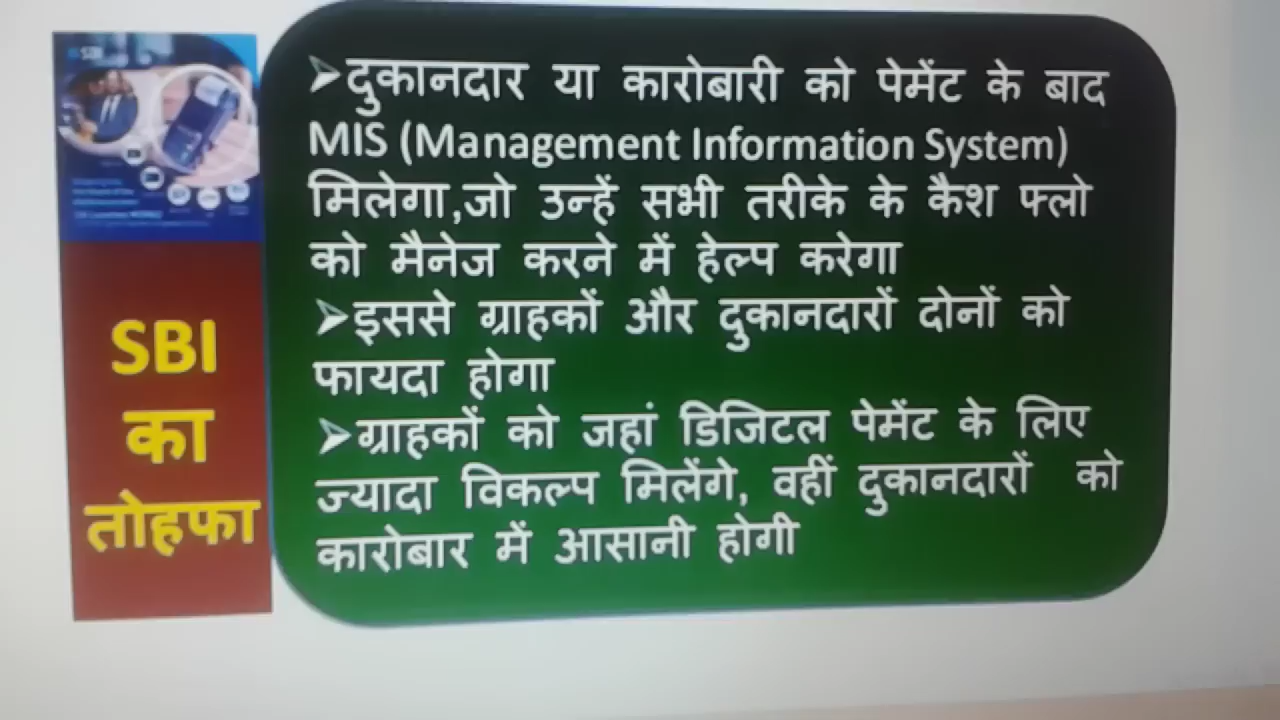 SBI
SBI
का
तोहफा
➢दुकानदार या कारोबारी को पेमेंट के बाद
MIS (Management Information System)
मिलेगा,जो उन्हें सभी तरीके के कैश फ्लो
को मैनेज करने में हेल्प करेगा
➢इससे ग्राहकों और दुकानदारों दोनों को
फायदा होगा
➢ग्राहकों को जहां डिजिटल पेमेंट के लिए
ज्यादा विकल्प मिलेंगे, वहीं दुकानदारों को
कारोबार में आसानी होगी